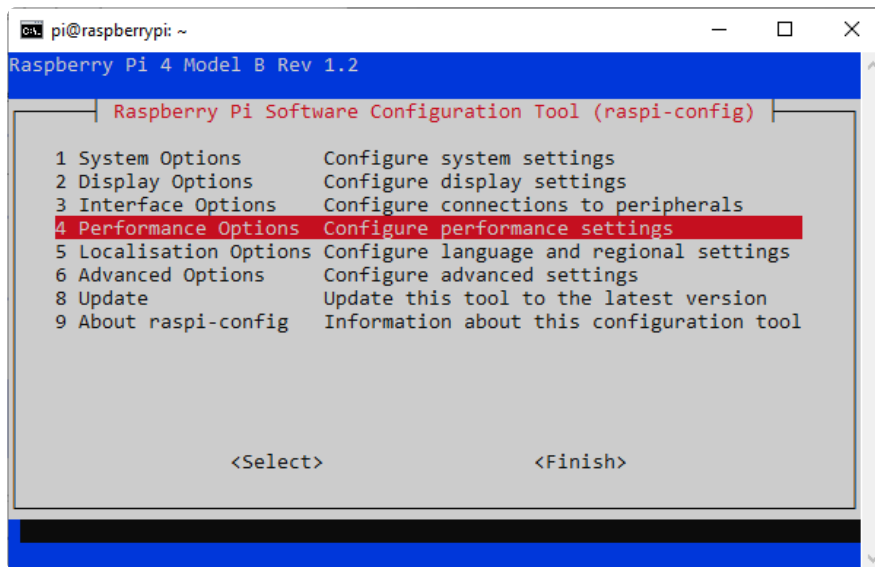 pi@raspberrypi: ~
Raspberry Pi 4 Model B Rev 1.2
Raspberry Pi Software Configuration Tool (raspi-config)
1 System Options Configure system settings
2 Display Options Configure display settings
3 Interface Options Configure connections to peripherals
4 Performance Options Configure performance settings
5 Localisation Options Configure language and regional settings
6 Advanced Options Configure advanced settings
8 Update Update this tool to the latest version
9 About raspi-config Information about this configuration tool
<Select> <Finish>